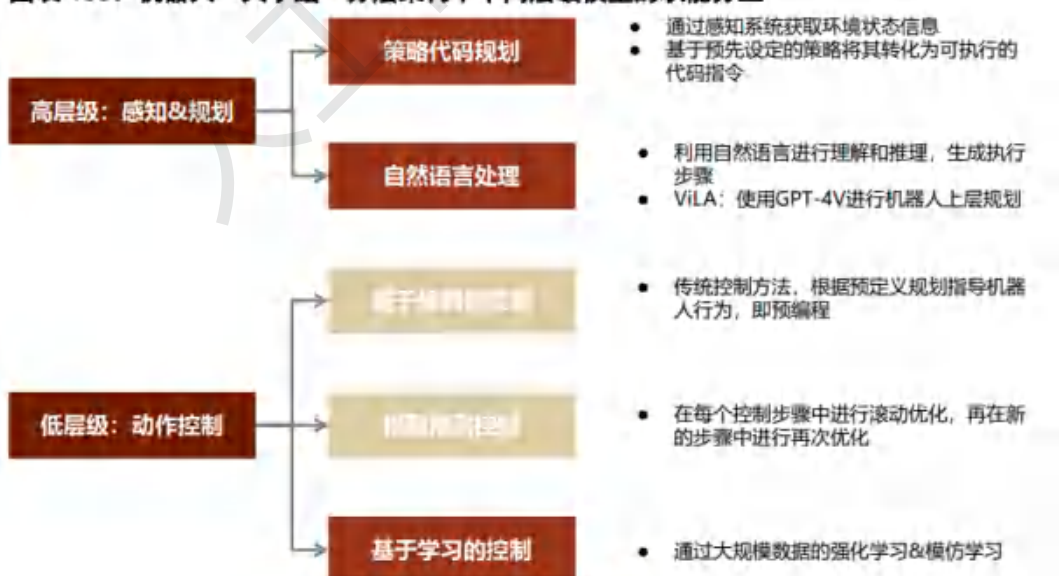 策略代码规划
● 通过感知系统获取环境状态信息
● 基于预先设定的策略将其转化为可执行的
代码指令
高层级：感知&规划
自然语言处理
● 利用自然语言进行理解和推理，生成执行
步骤
● ViLA：使用GPT-4V进行机器人上层规划
● 传统控制方法，根据预定义规划指导机器
人行为，即预编程
低层级：动作控制
● 在每个控制步骤中进行滚动优化，再在新
的步骤中进行再次优化
基于学习的控制
● 通过大规模数据的强化学习&模仿学习